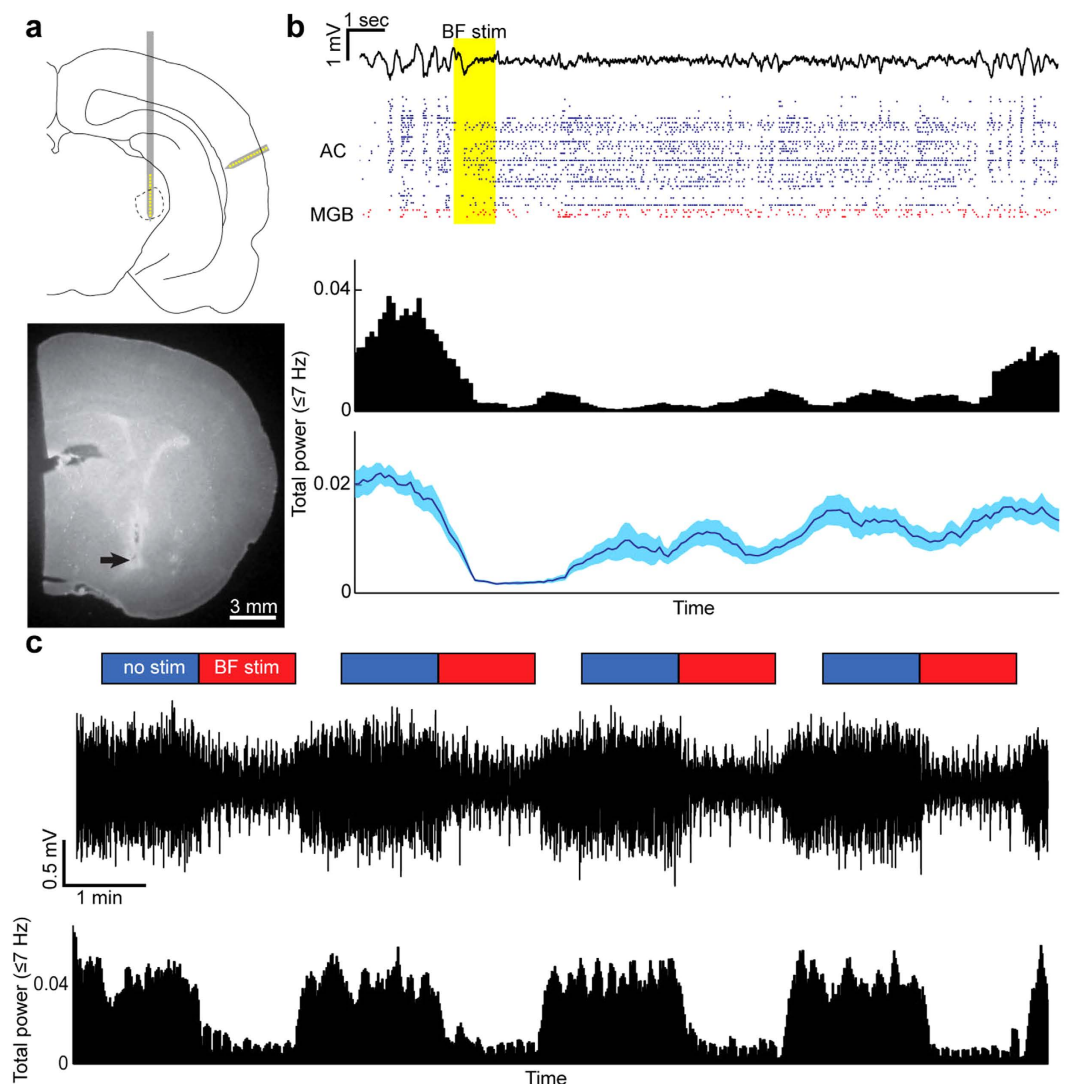 a
3 mm
b
1 sec
1 mV
BF stim
AC
MGB
0.04
0
Total power (≤7 Hz)
0.02
0
Time
c
no stim BF stim
0.5 mV
1 min
Total power (≤7 Hz)
0.04
0
Time